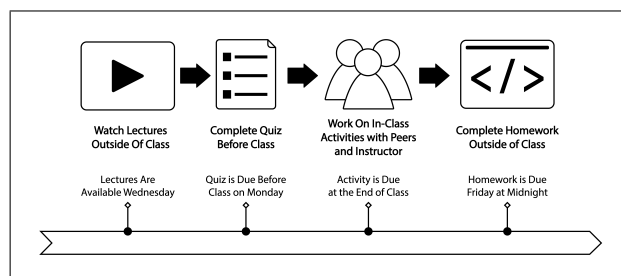 </>
Watch Lectures
Outside Of Class
Complete Quiz
Before Class
Work On In-Class
Activities with Peers
and Instructor
Complete Homework
Outside of Class
Lectures Are
Available Wednesday
Quiz is Due Before
Class on Monday
Activity is Due
at the End of Class
Homework is Due
Friday at Midnight